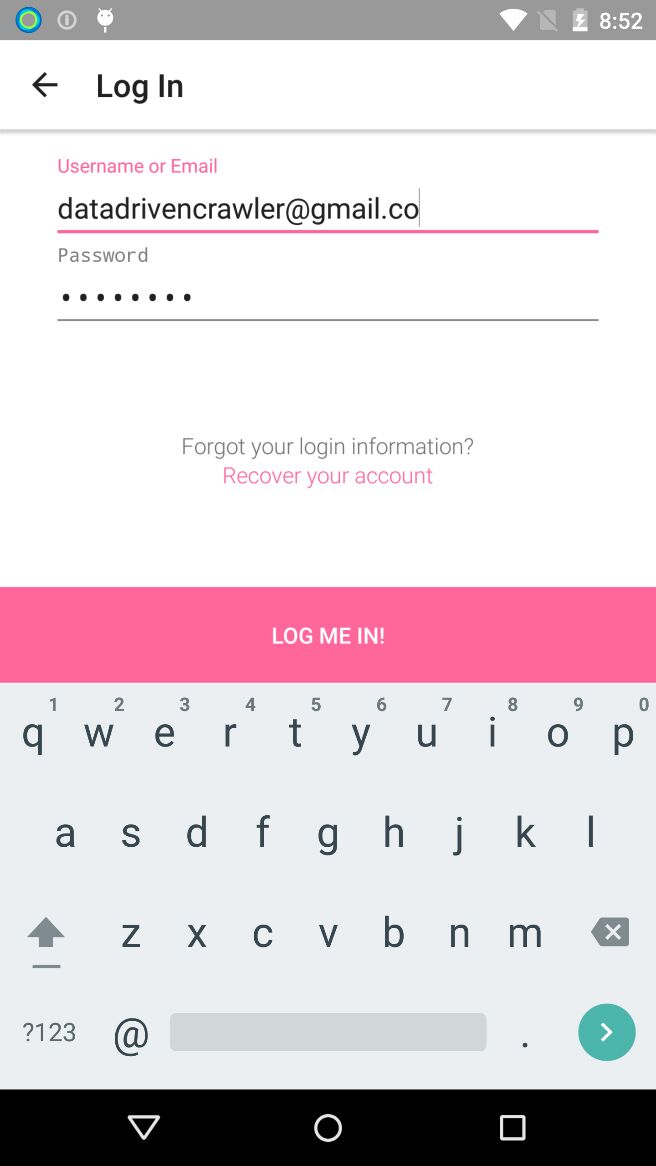 8:52
Log In
Username or Email
datadrivencrawler@gmail.co
Password
••••••••
Forgot your login information?
Recover your account
LOG ME IN!
1 2 3 4 5 6 7 8 9 0
q w e r t y u i o p
a s d f g h j k l
z x c v b n m
?123 @ .